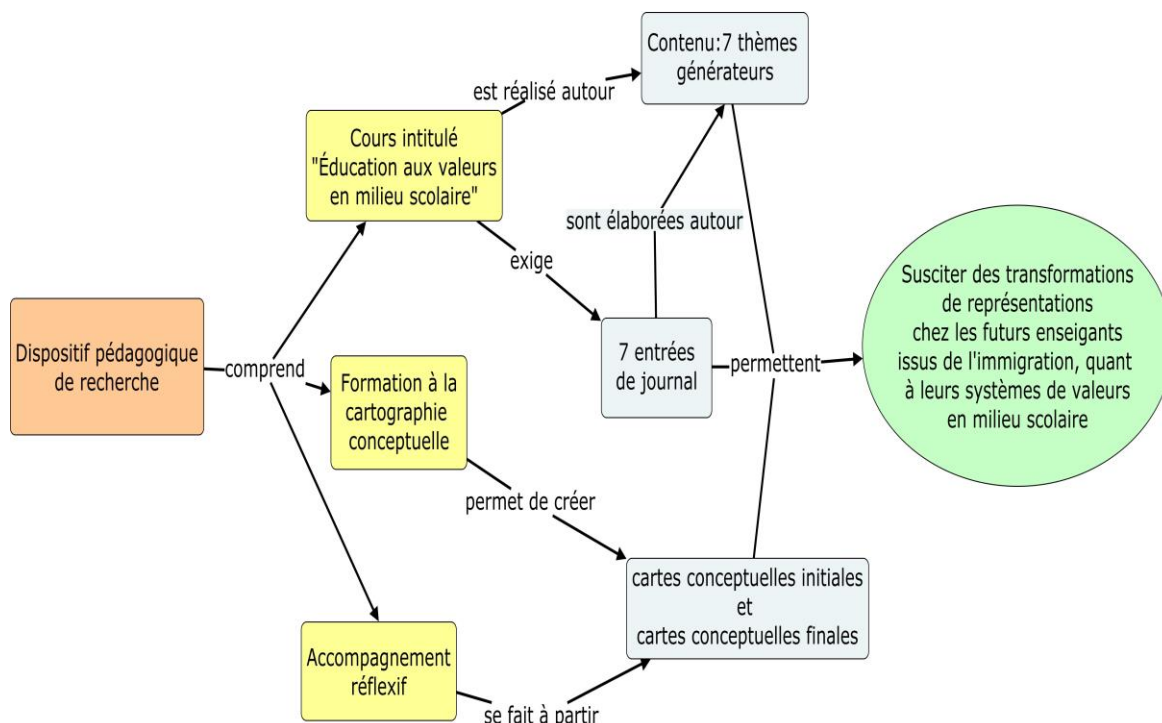 Contenu:7 thèmes
générateurs
est réalisé autour
Cours intitulé
"Éducation aux valeurs
en milieu scolaire"
sont élaborées autour
exige
Susciter des transformations
de représentations
chez les futurs enseigants
issus de l'immigration, quant
à leurs systèmes de valeurs
en milieu scolaire
Dispositif pédagogique
de recherche
comprend
7 entrées
de journal
permettent
Formation à la
cartographie
conceptuelle
permet de créer
cartes conceptuelles initiales
et
cartes conceptuelles finales
Accompagnement
réflexif
se fait à partir